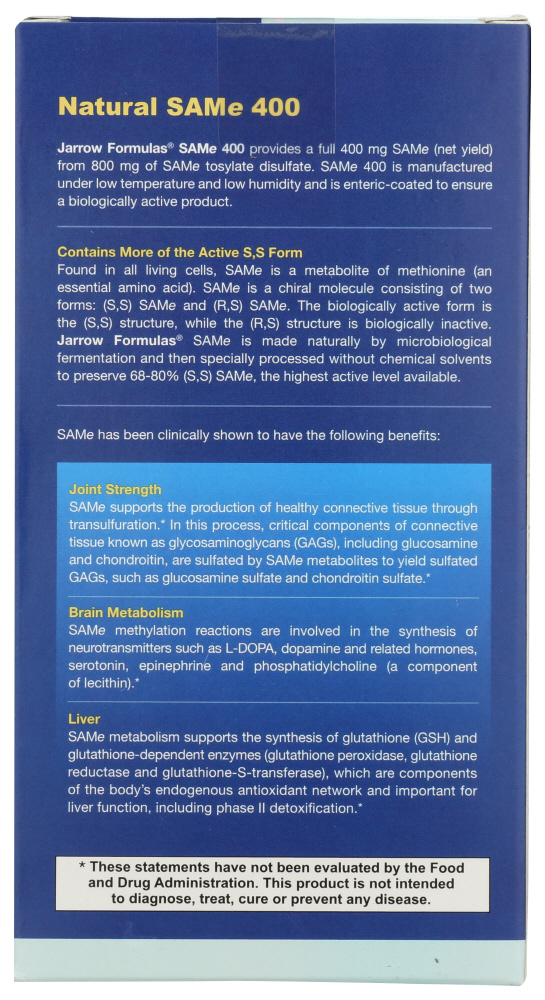 Natural SAMe 400
Jarrow Formulas® SAMe 400 provides a full 400 mg SAMe (net yield)
from 800 mg of SAMe tosylate disulfate. SAMe 400 is manufactured
under low temperature and low humidity and is enteric-coated to ensure
a biologically active product.
Contains More of the Active S,S Form
Found in all living cells, SAMe is a metabolite of methionine (an
essential amino acid). SAMe is a chiral molecule consisting of two
forms: (S,S) SAMe and (R,S) SAMe. The biologically active form is
the (S,S) structure, while the (R,S) structure is biologically inactive.
Jarrow Formulas® SAMe is made naturally by microbiological
fermentation and then specially processed without chemical solvents
to preserve 68-80% (S,S) SAMe, the highest active level available.
SAMe has been clinically shown to have the following benefits:
Joint Strength
SAMe supports the production of healthy connective tissue through
transulfuration.* In this process, critical components of connective
tissue known as glycosaminoglycans (GAGs), including glucosamine
and chondroitin, are sulfated by SAMe metabolites to yield sulfated
GAGs, such as glucosamine sulfate and chondroitin sulfate.*
Brain Metabolism
SAMe methylation reactions are involved in the synthesis of
neurotransmitters such as L-DOPA, dopamine and related hormones,
serotonin, epinephrine and phosphatidylcholine (a component
of lecithin).*
Liver
SAMe metabolism supports the synthesis of glutathione (GSH) and
glutathione-dependent enzymes (glutathione peroxidase, glutathione
reductase and glutathione-S-transferase), which are components
of the body's endogenous antioxidant network and important for
liver function, including phase II detoxification.*
* These statements have not been evaluated by the Food
and Drug Administration. This product is not intended
to diagnose, treat, cure or prevent any disease.